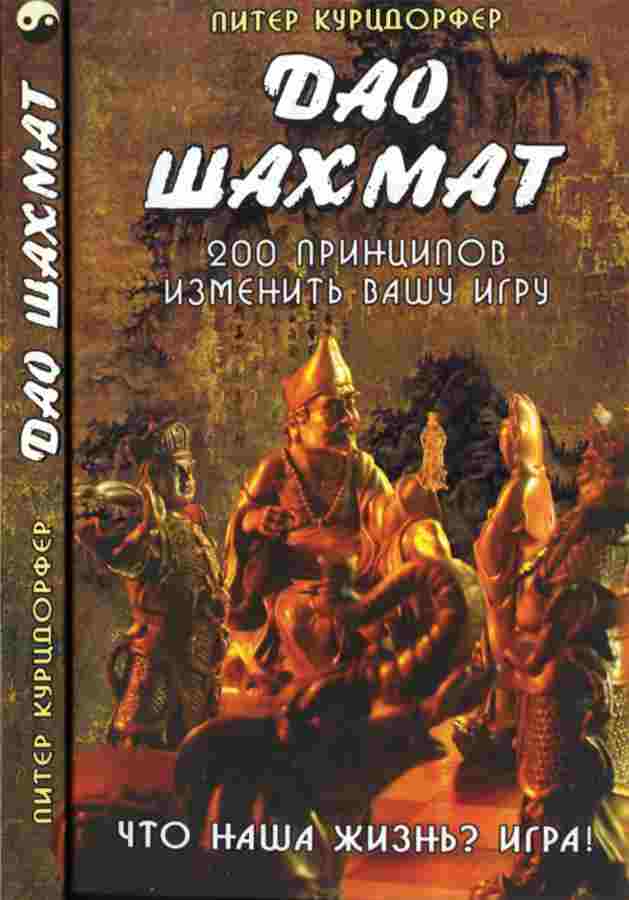 ПИТЕР КУРЦДОРФЕР
ДАО
ШАХМАТ
200 ПРИНЦИПОВ
ИЗМЕНИТЬ ВАШУ ИГРУ
ЧТО НАША ЖИЗНЬ? ИГРА!
ПИТЕР КУРЦДОРФЕР ДАО ШАХМАТ